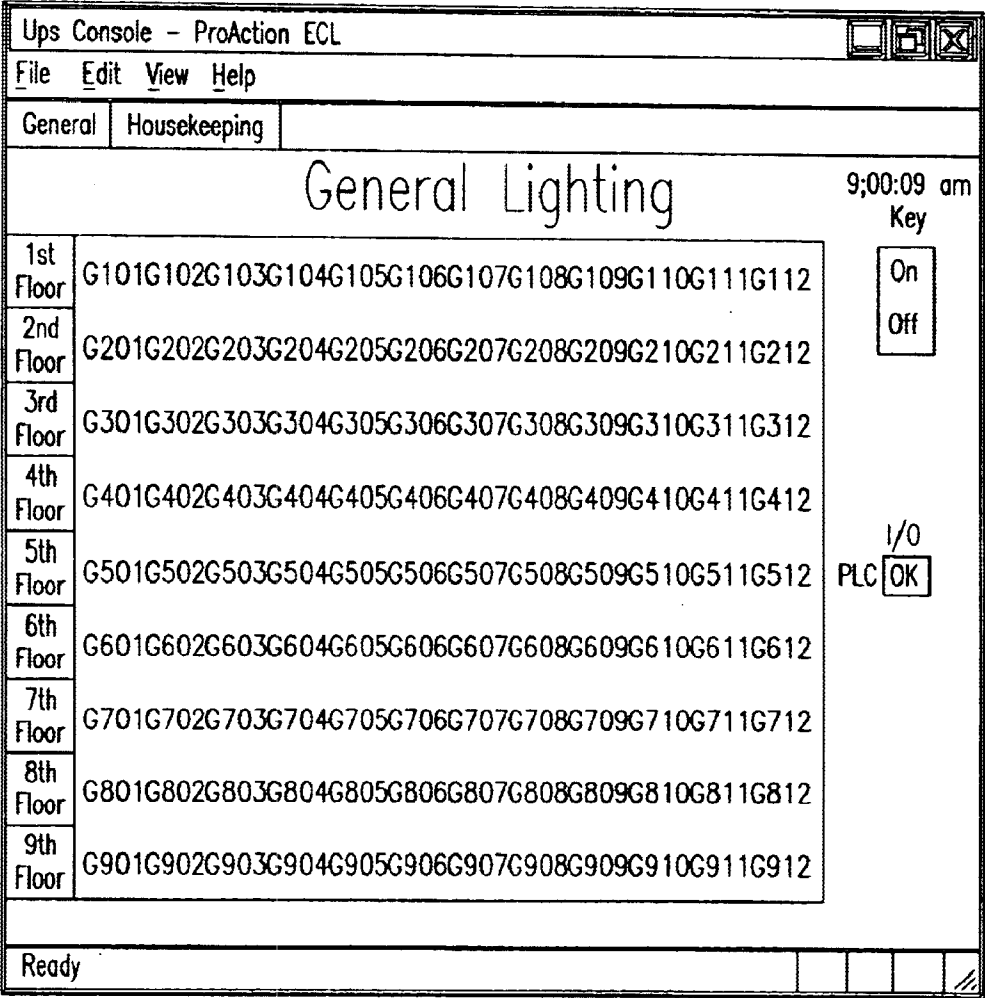 Ups Console - ProAction ECL
File Edit View Help
General Housekeeping
General Lighting
9;00:09 am
Key
On
Off
1st Floor G101G102G103G104G105G106G107G108G109G110G111G112
2nd Floor G201G202G203G204G205G206G207G208G209G210G211G212
3rd Floor G301G302G303G304G305G306G307G308G309G310G311G312
4th Floor G401G402G403G404G405G406G407G408G409G410G411G412
5th Floor G501G502G503G504G505G506G507G508G509G510G511G512
I/O
PLC OK
6th Floor G601G602G603G604G605G606G607G608G609G610G611G612
7th Floor G701G702G703G704G705G706G707G708G709G710G711G712
8th Floor G801G802G803G804G805G806G807G808G809G810G811G812
9th Floor G901G902G903G904G905G906G907G908G909G910G911G912
Ready